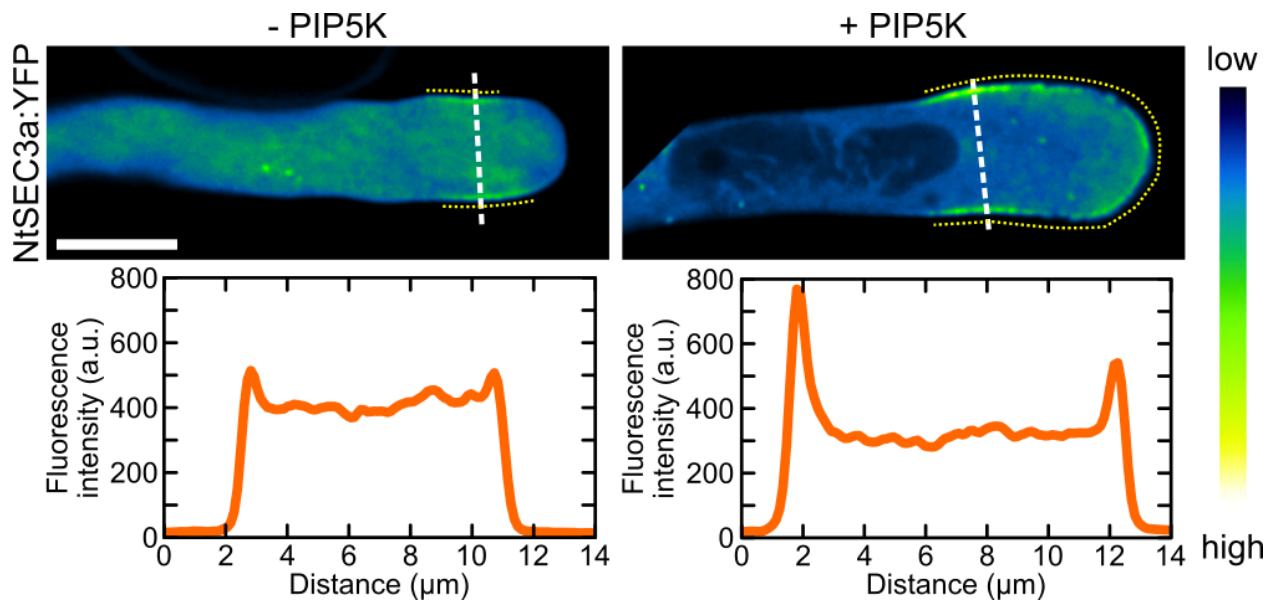 - PIP5K
+ PIP5K
NtSEC3a:YFP
low
high
Fluorescence
intensity (a.u.)
800
600
400
200
0
0 2 4 6 8 10 12 14
Distance (µm)
Fluorescence
intensity (a.u.)
800
600
400
200
0
0 2 4 6 8 10 12 14
Distance (µm)